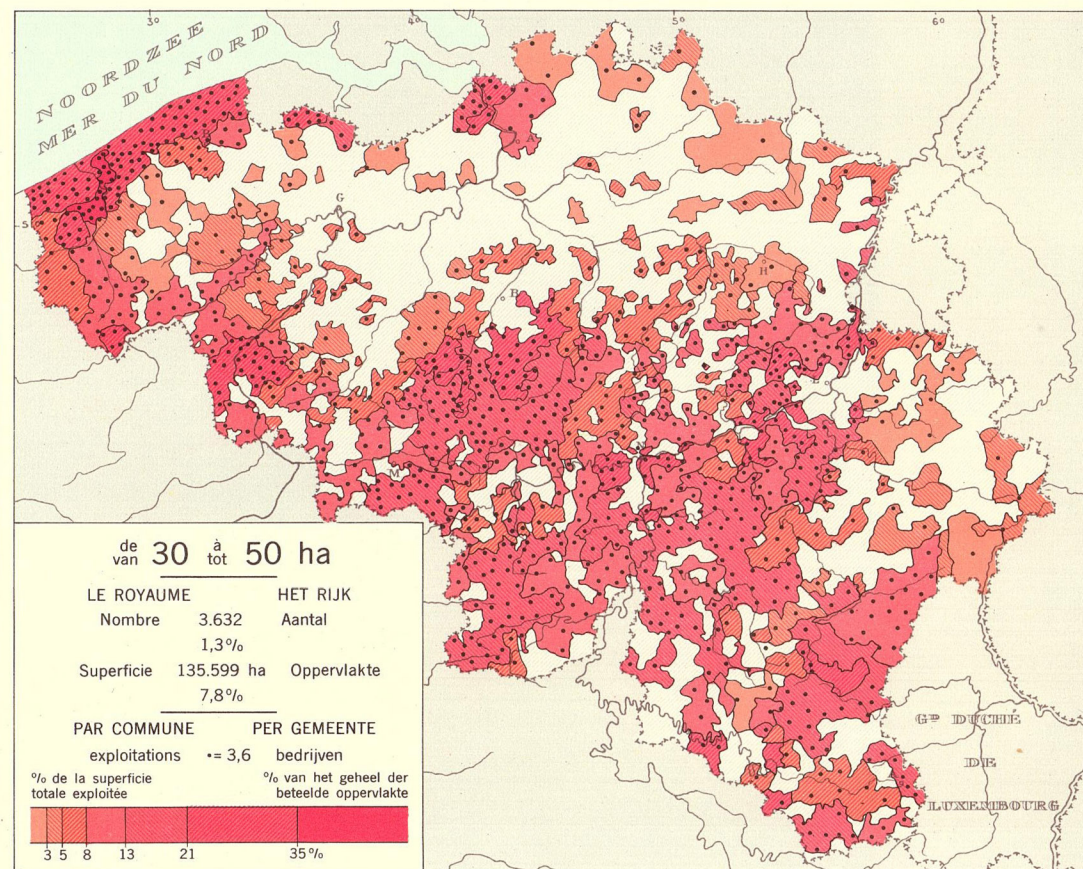 3° 4° 5° 6°
NOORDZEE
MER DU NORD
B
G
5
H
B
M
N
GD DUCHÉ
DE
LUXEMBOURG
de van 30 à tot 50 ha
LE ROYAUME HET RIJK
Nombre 3.632 Aantal
1,3%
Superficie 135.599 ha Oppervlakte
7,8%
PAR COMMUNE PER GEMEENTE
exploitations •= 3,6 bedrijven
% de la superficie % van het geheel der
totale exploitée beteelde oppervlakte
3 5 8 13 21 35%